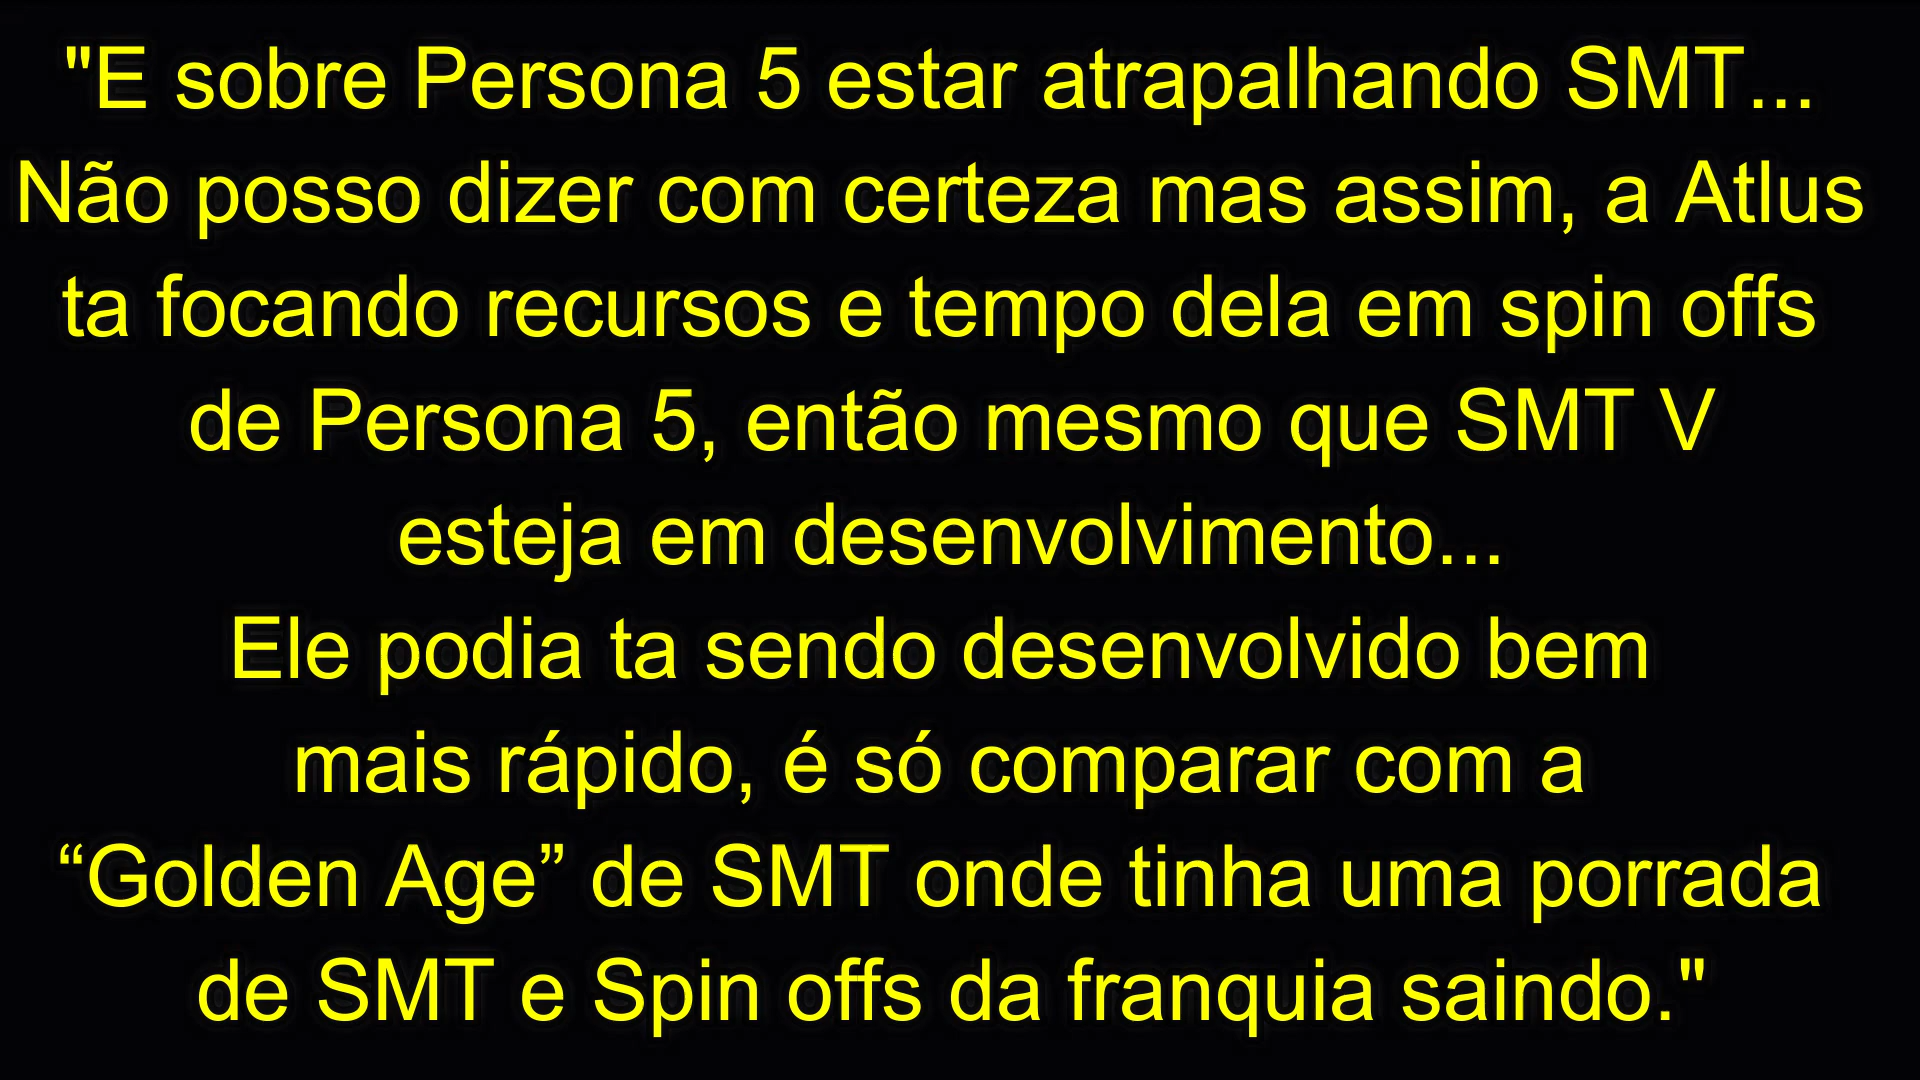 "E sobre Persona 5 estar atrapalhando SMT...
Não posso dizer com certeza mas assim, a Atlus
ta focando recursos e tempo dela em spin offs
de Persona 5, então mesmo que SMT V
esteja em desenvolvimento...
Ele podia ta sendo desenvolvido bem
mais rápido, é só comparar com a
“Golden Age” de SMT onde tinha uma porrada
de SMT e Spin offs da franquia saindo."